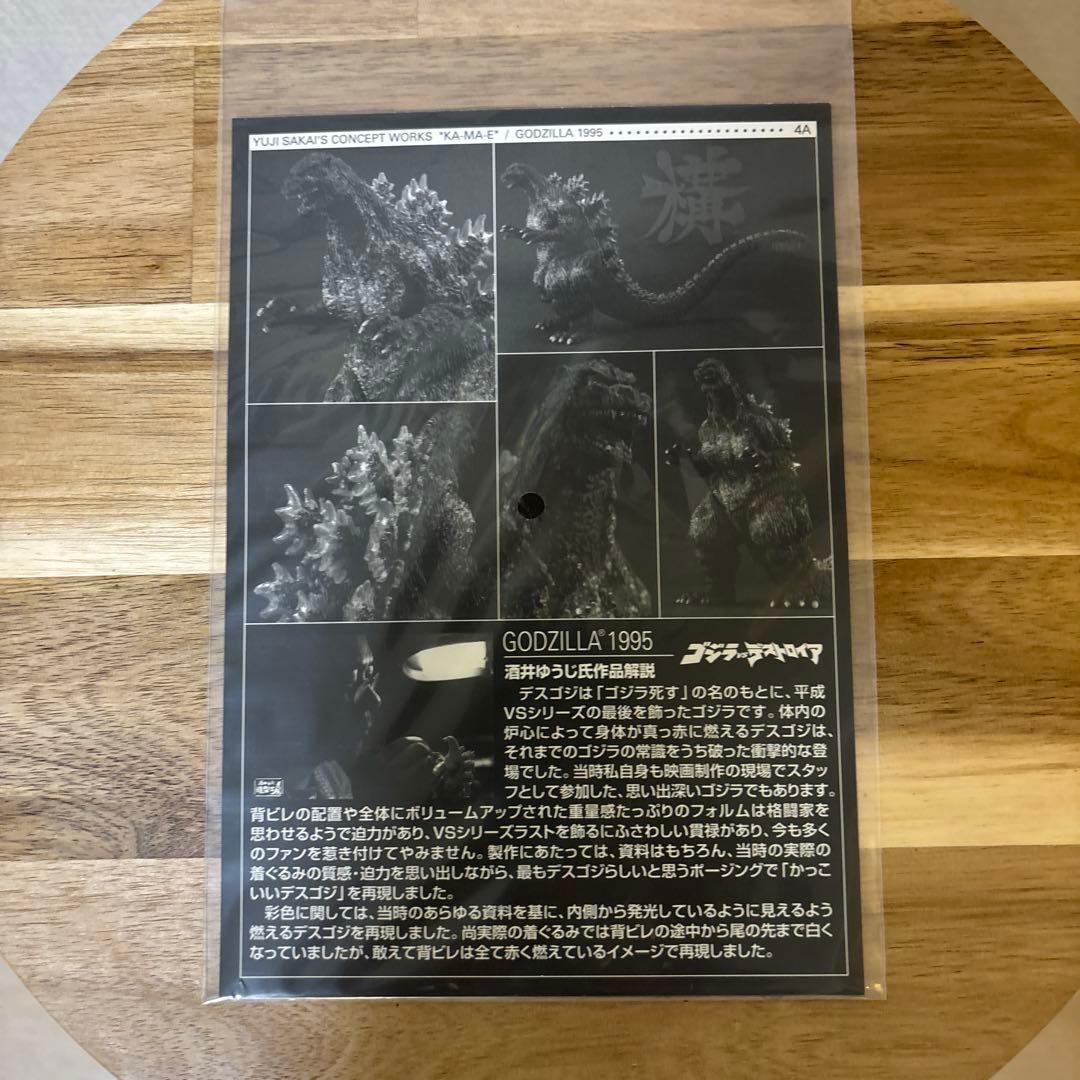 YUJI SAKAI'S CONCEPT WORKS "KA-MA-E" / GODZILLA 1995 ···················· 4A
構
GODZILLA® 1995
ゴジラVSデストロイア
酒井ゆうじ氏作品解説
デスゴジは「ゴジラ死す」の名のもとに、平成
VSシリーズの最後を飾ったゴジラです。体内の
炉心によって身体が真っ赤に燃えるデスゴジは、
それまでのゴジラの常識をうち破った衝撃的な登
場でした。当時私自身も映画制作の現場でスタッ
フとして参加した、思い出深いゴジラでもあります。
背ビレの配置や全体にボリュームアップされた重量感たっぷりのフォルムは格闘家を
思わせるようで迫力があり、VSシリーズラストを飾るにふさわしい貫禄があり、今も多く
のファンを惹き付けてやみません。製作にあたっては、資料はもちろん、当時の実際の
着ぐるみの質感・迫力を思い出しながら、最もデスゴジらしいと思うポージングで「かっこ
いいデスゴジ」を再現しました。
彩色に関しては、当時のあらゆる資料を基に、内側から発光しているように見えるよう
燃えるデスゴジを再現しました。尚実際の着ぐるみでは背ビレの途中から尾の先まで白く
なっていましたが、敢えて背ビレは全て赤く燃えているイメージで再現しました。